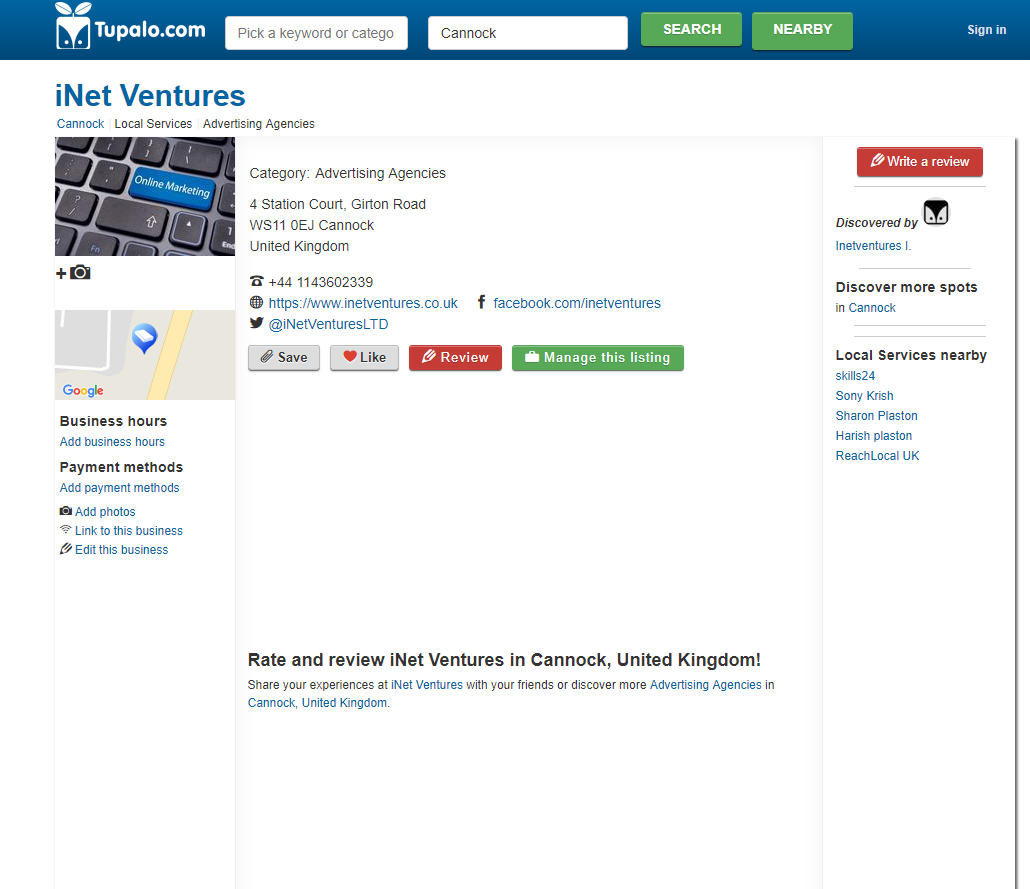 Tupalo.com
Pick a keyword or catego
Cannock
SEARCH
NEARBY
Sign in
iNet Ventures
Cannock | Local Services | Advertising Agencies
Online Marketing
End
Fn
Category: Advertising Agencies
4 Station Court, Girton Road
WS11 0EJ Cannock
United Kingdom
+44 1143602339
https://www.inetventures.co.uk facebook.com/inetventures
@iNetVenturesLTD
Save
Like
Review
Manage this listing
Google
Business hours
Add business hours
Payment methods
Add payment methods
Add photos
Link to this business
Edit this business
Rate and review iNet Ventures in Cannock, United Kingdom!
Share your experiences at iNet Ventures with your friends or discover more Advertising Agencies in
Cannock, United Kingdom.
Write a review
Discovered by
Inetventures I.
Discover more spots
in Cannock
Local Services nearby
skills24
Sony Krish
Sharon Plaston
Harish plaston
ReachLocal UK